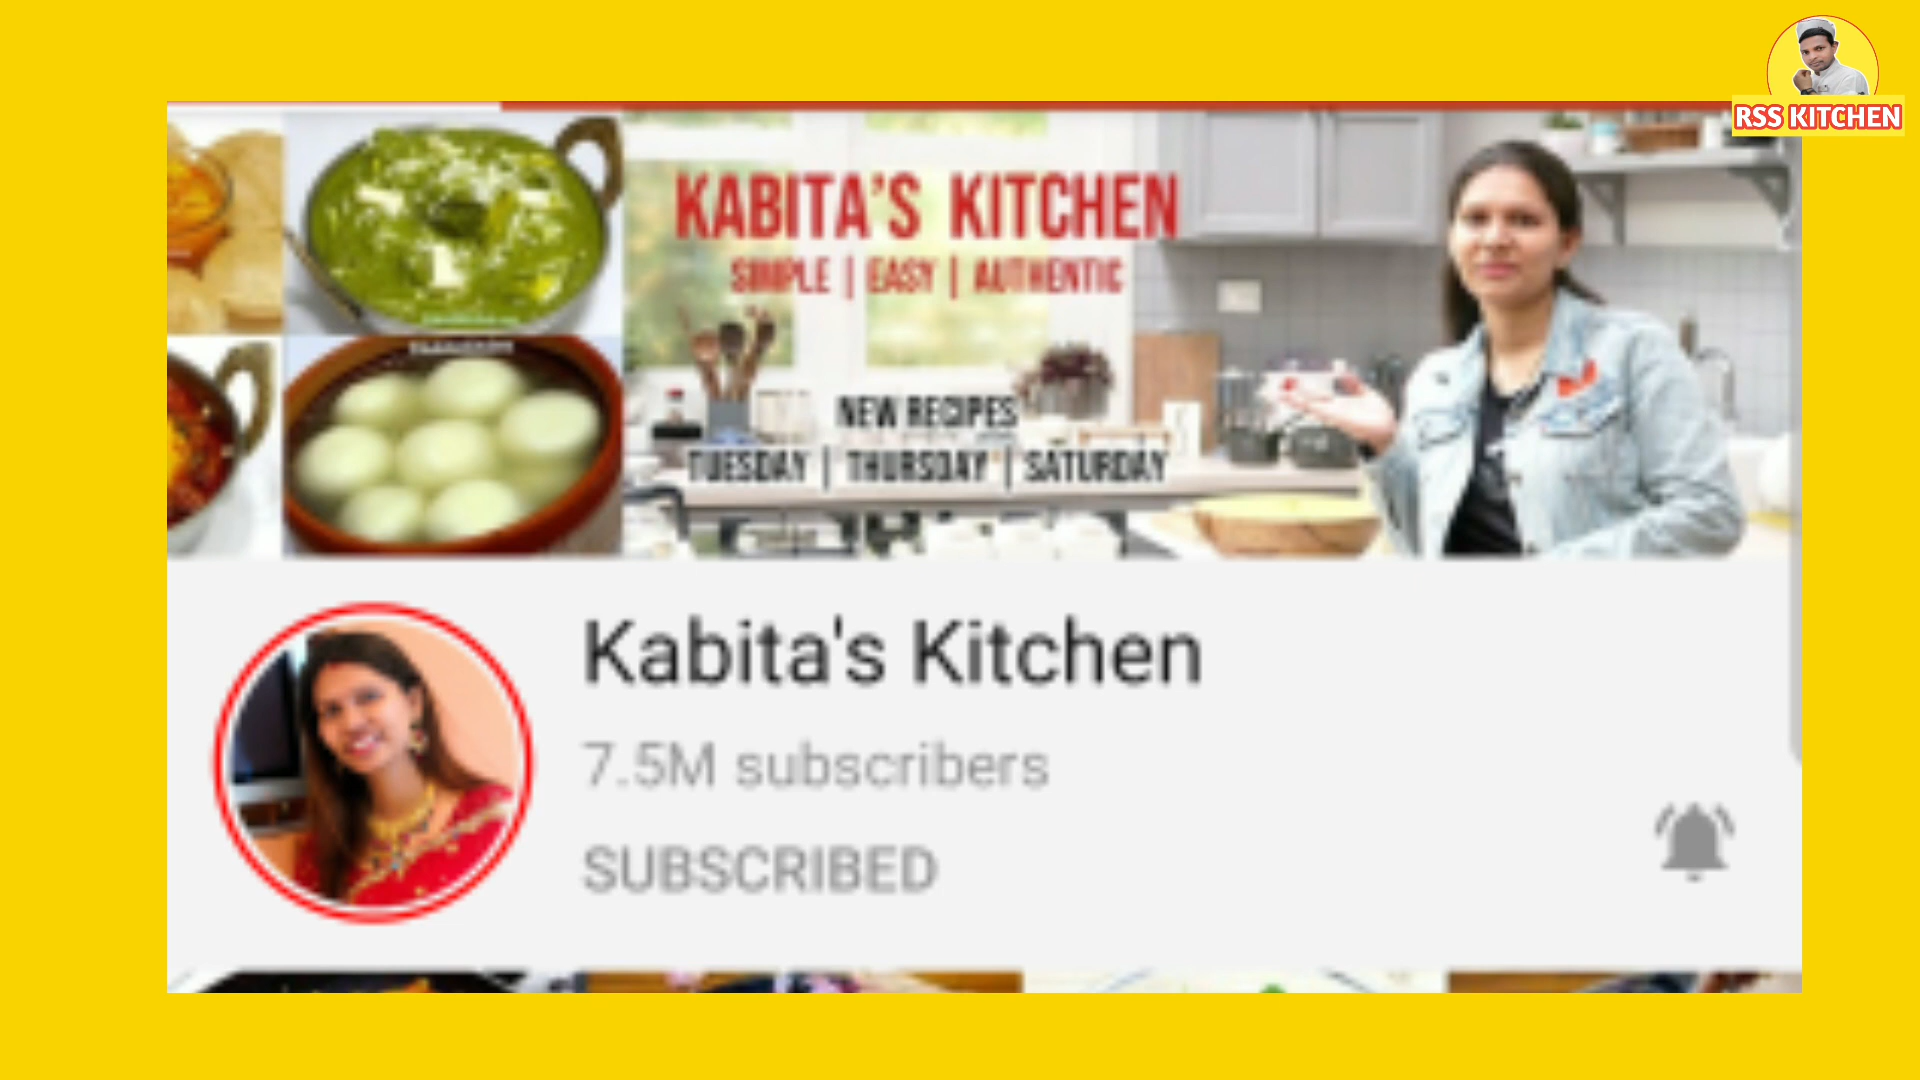 RSS KITCHEN
KABITA'S KITCHEN
SIMPLE | EASY | AUTHENTIC
NEW RECIPES
TUESDAY | THURSDAY | SATURDAY
Kabita's Kitchen
7.5M subscribers
SUBSCRIBED